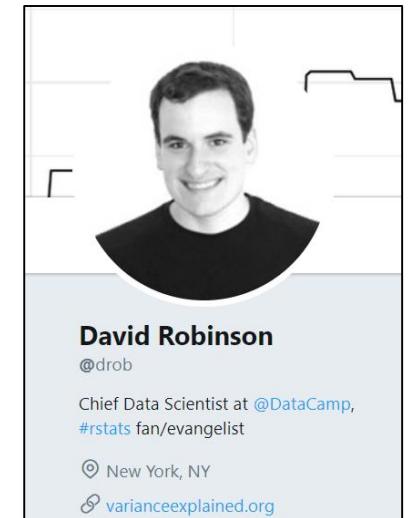 David Robinson
@drob
Chief Data Scientist at @DataCamp,
#rstats fan/evangelist
New York, NY
varianceexplained.org